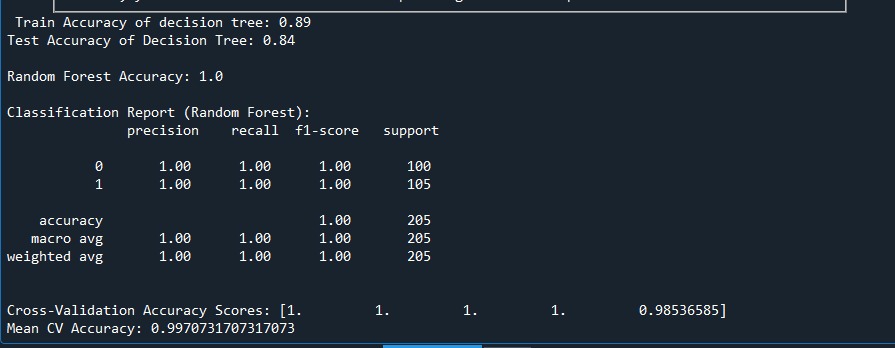 Train Accuracy of decision tree: 0.89
Test Accuracy of Decision Tree: 0.84
Random Forest Accuracy: 1.0
Classification Report (Random Forest):
precision recall f1-score support
0 1.00 1.00 1.00 100
1 1.00 1.00 1.00 105
accuracy 1.00 205
macro avg 1.00 1.00 1.00 205
weighted avg 1.00 1.00 1.00 205
Cross-Validation Accuracy Scores: [1. 1. 1. 1. 0.98536585]
Mean CV Accuracy: 0.9970731707317073